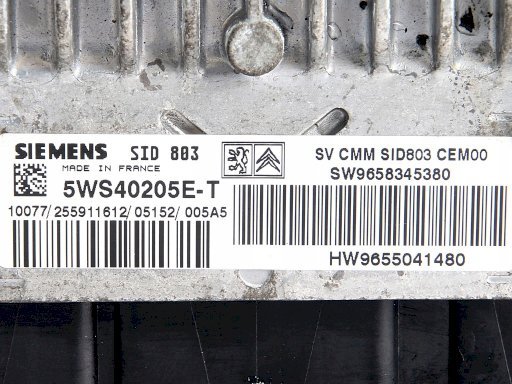 SIEMENS SID 803
MADE IN FRANCE
5WS40205E-T
10077/255911612/05152/005A5
SV CMM SID803 CEM00
SW9658345380
HW9655041480